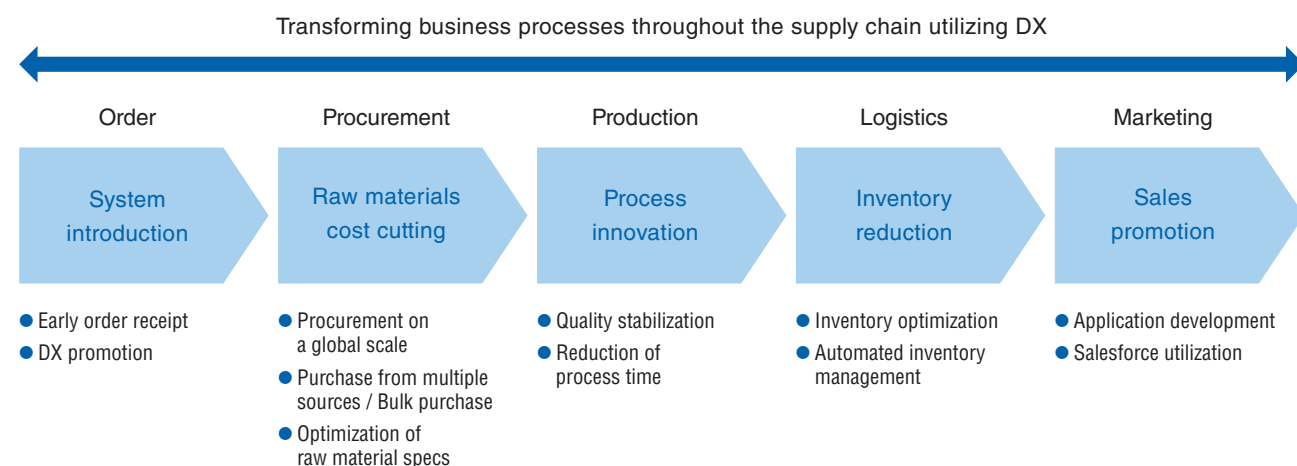 Transforming business processes throughout the supply chain utilizing DX
Order
Procurement
Production
Logistics
Marketing
System
introduction
Raw materials
cost cutting
Process
innovation
Inventory
reduction
Sales
promotion
● Early order receipt
● DX promotion
● Procurement on
a global scale
● Purchase from multiple
sources / Bulk purchase
● Optimization of
raw material specs
● Quality stabilization
● Reduction of
process time
● Inventory optimization
● Automated inventory
management
● Application development
● Salesforce utilization